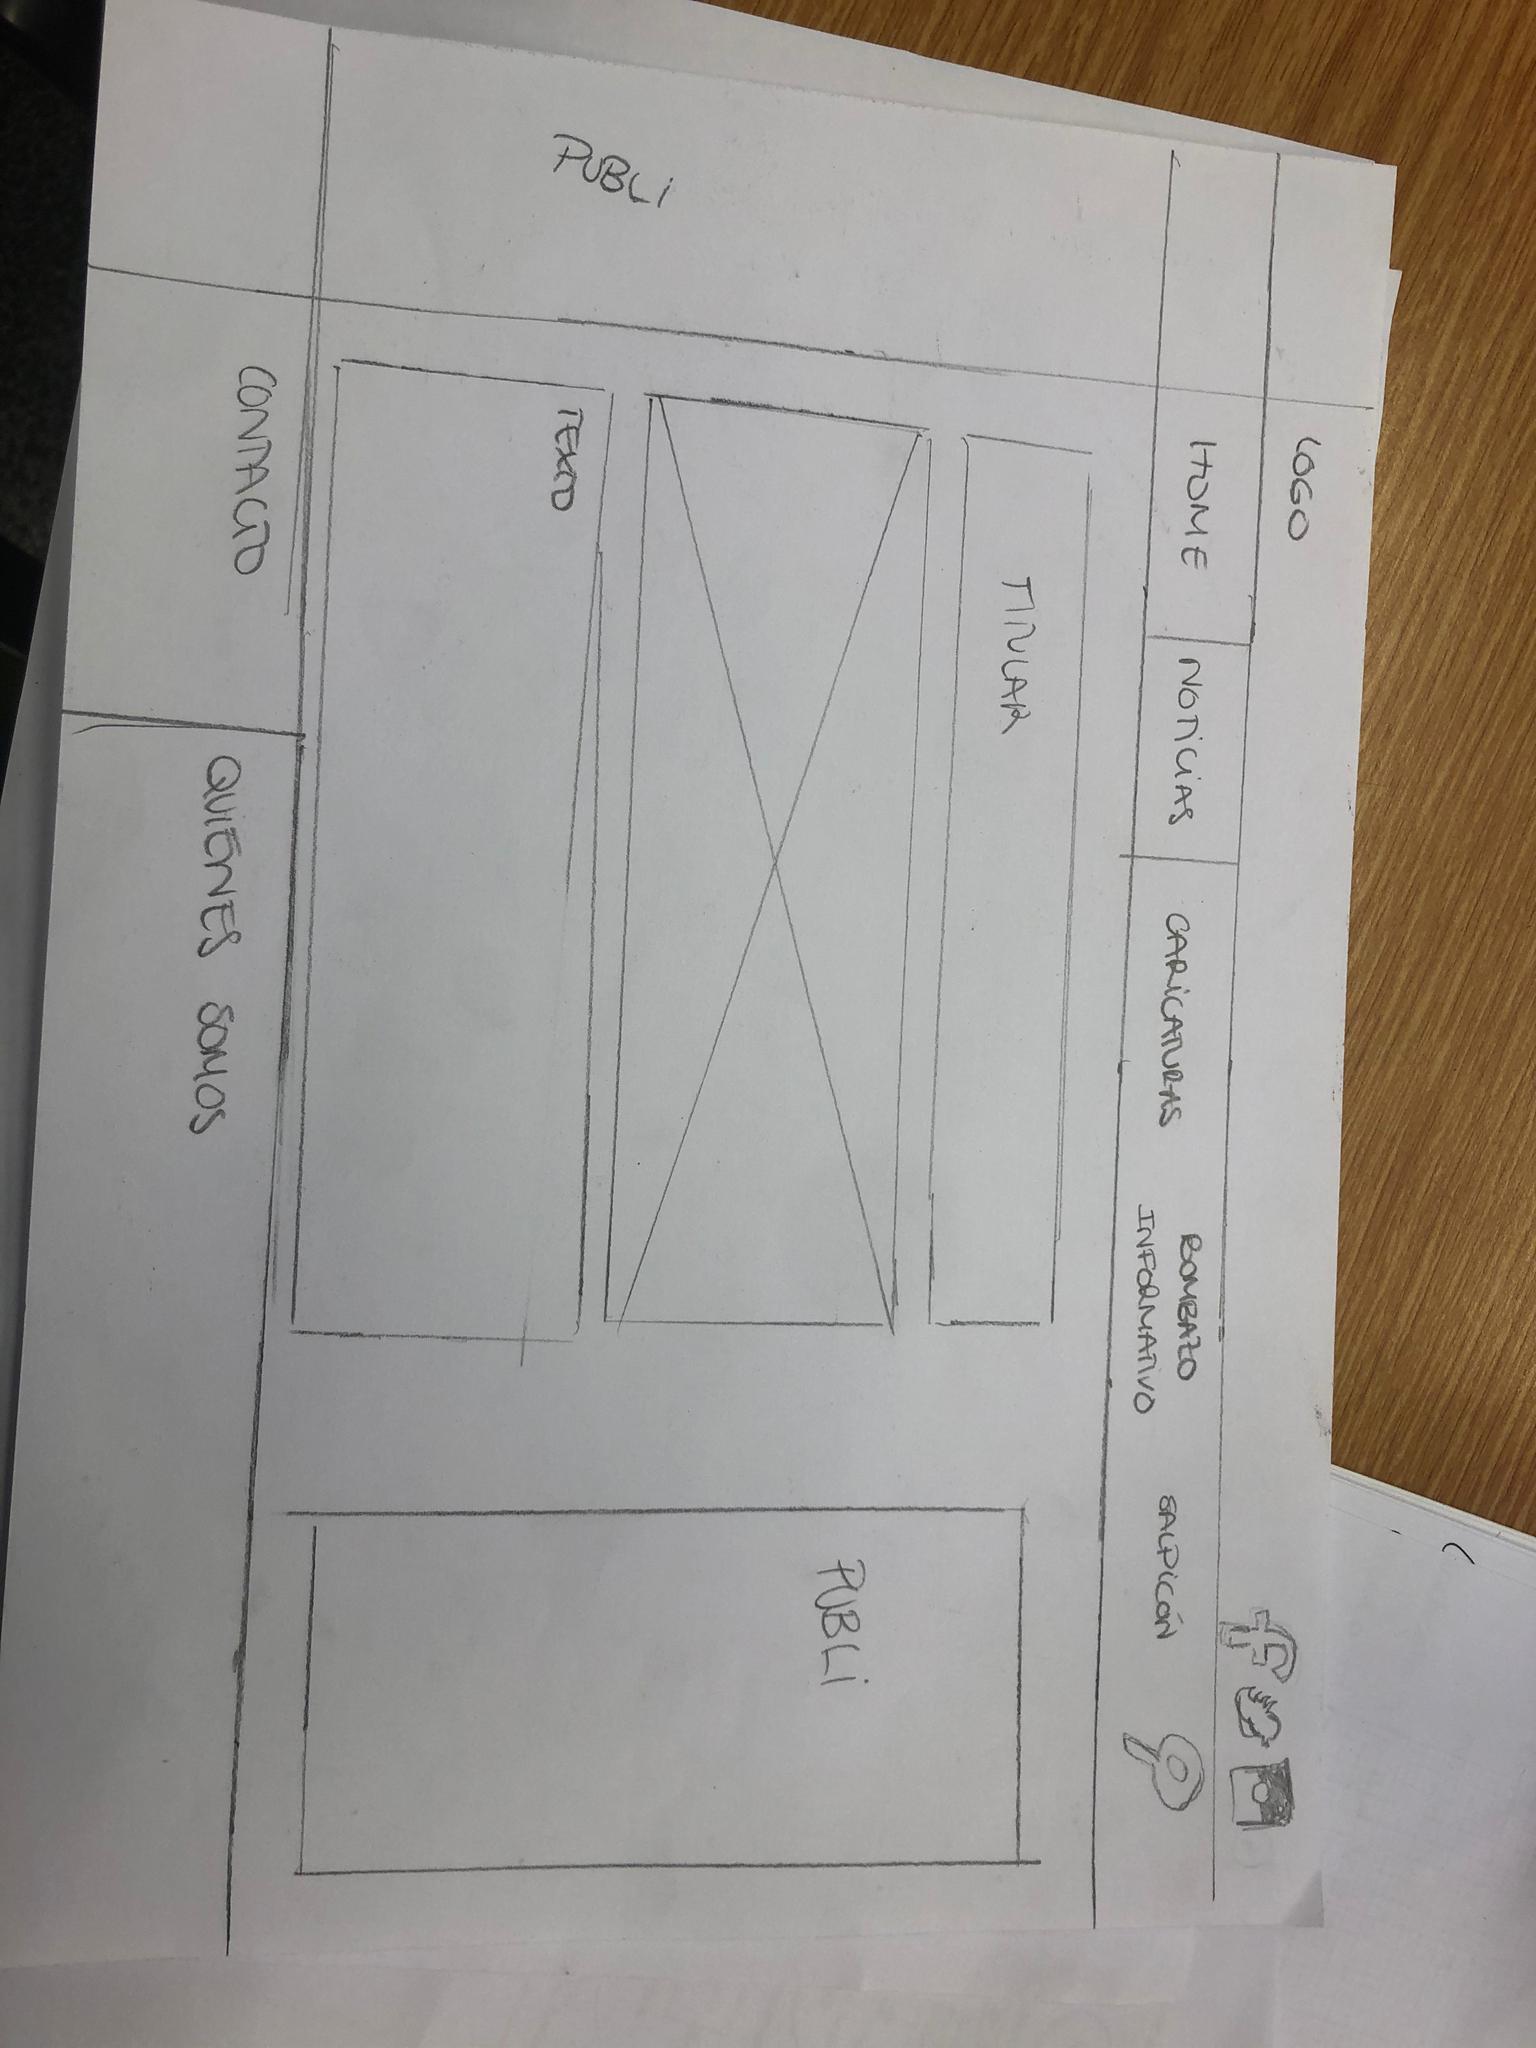 LOGO
HOME
NOTICIAS
CARICATURAS
BOMBAZO
INFORMATIVO
SALPICÓN
TITULAR
PUBLI
PUBLI
TEXTO
CONTACTO
QUIENES SOMOS